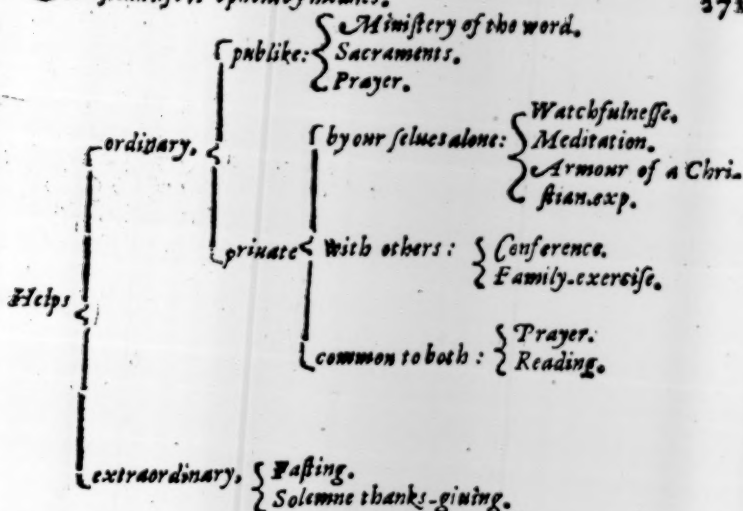 271
publike: Miniſtery of the word.
Sacraments.
Prayer.
ordinary,
by our ſelues alone: Watchfulneſſe.
Meditation.
Armour of a Chri-
ſtian.exp.
priuate
With others: Conference.
Family-exerciſe.
Helps
common to both: Prayer.
Reading.
extraordinary, Faſting.
Solemne thanks-giuing.